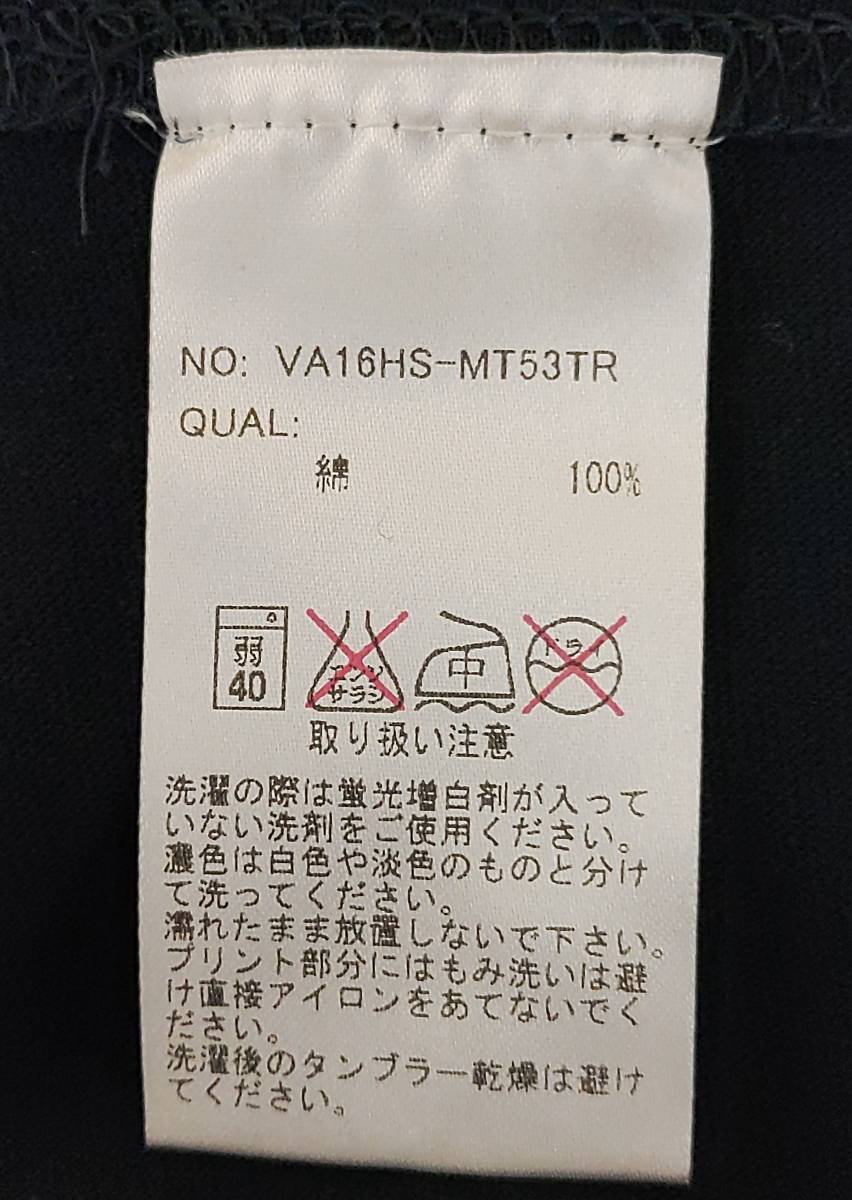 NO: VA16HS-MT53TR
QUAL:
綿 100%
弱 エンソ 中 ドライ
40 サラシ
取り扱い注意
洗濯の際は蛍光増白剤が入って
いない洗剤をご使用ください。
濃色は白色や淡色のものと分け
て洗ってください。
濡れたまま放置しないで下さい。
プリント部分にはもみ洗いは避
け直接アイロンをあてないでく
ださい。
洗濯後のタンブラー乾燥は避け
てください。